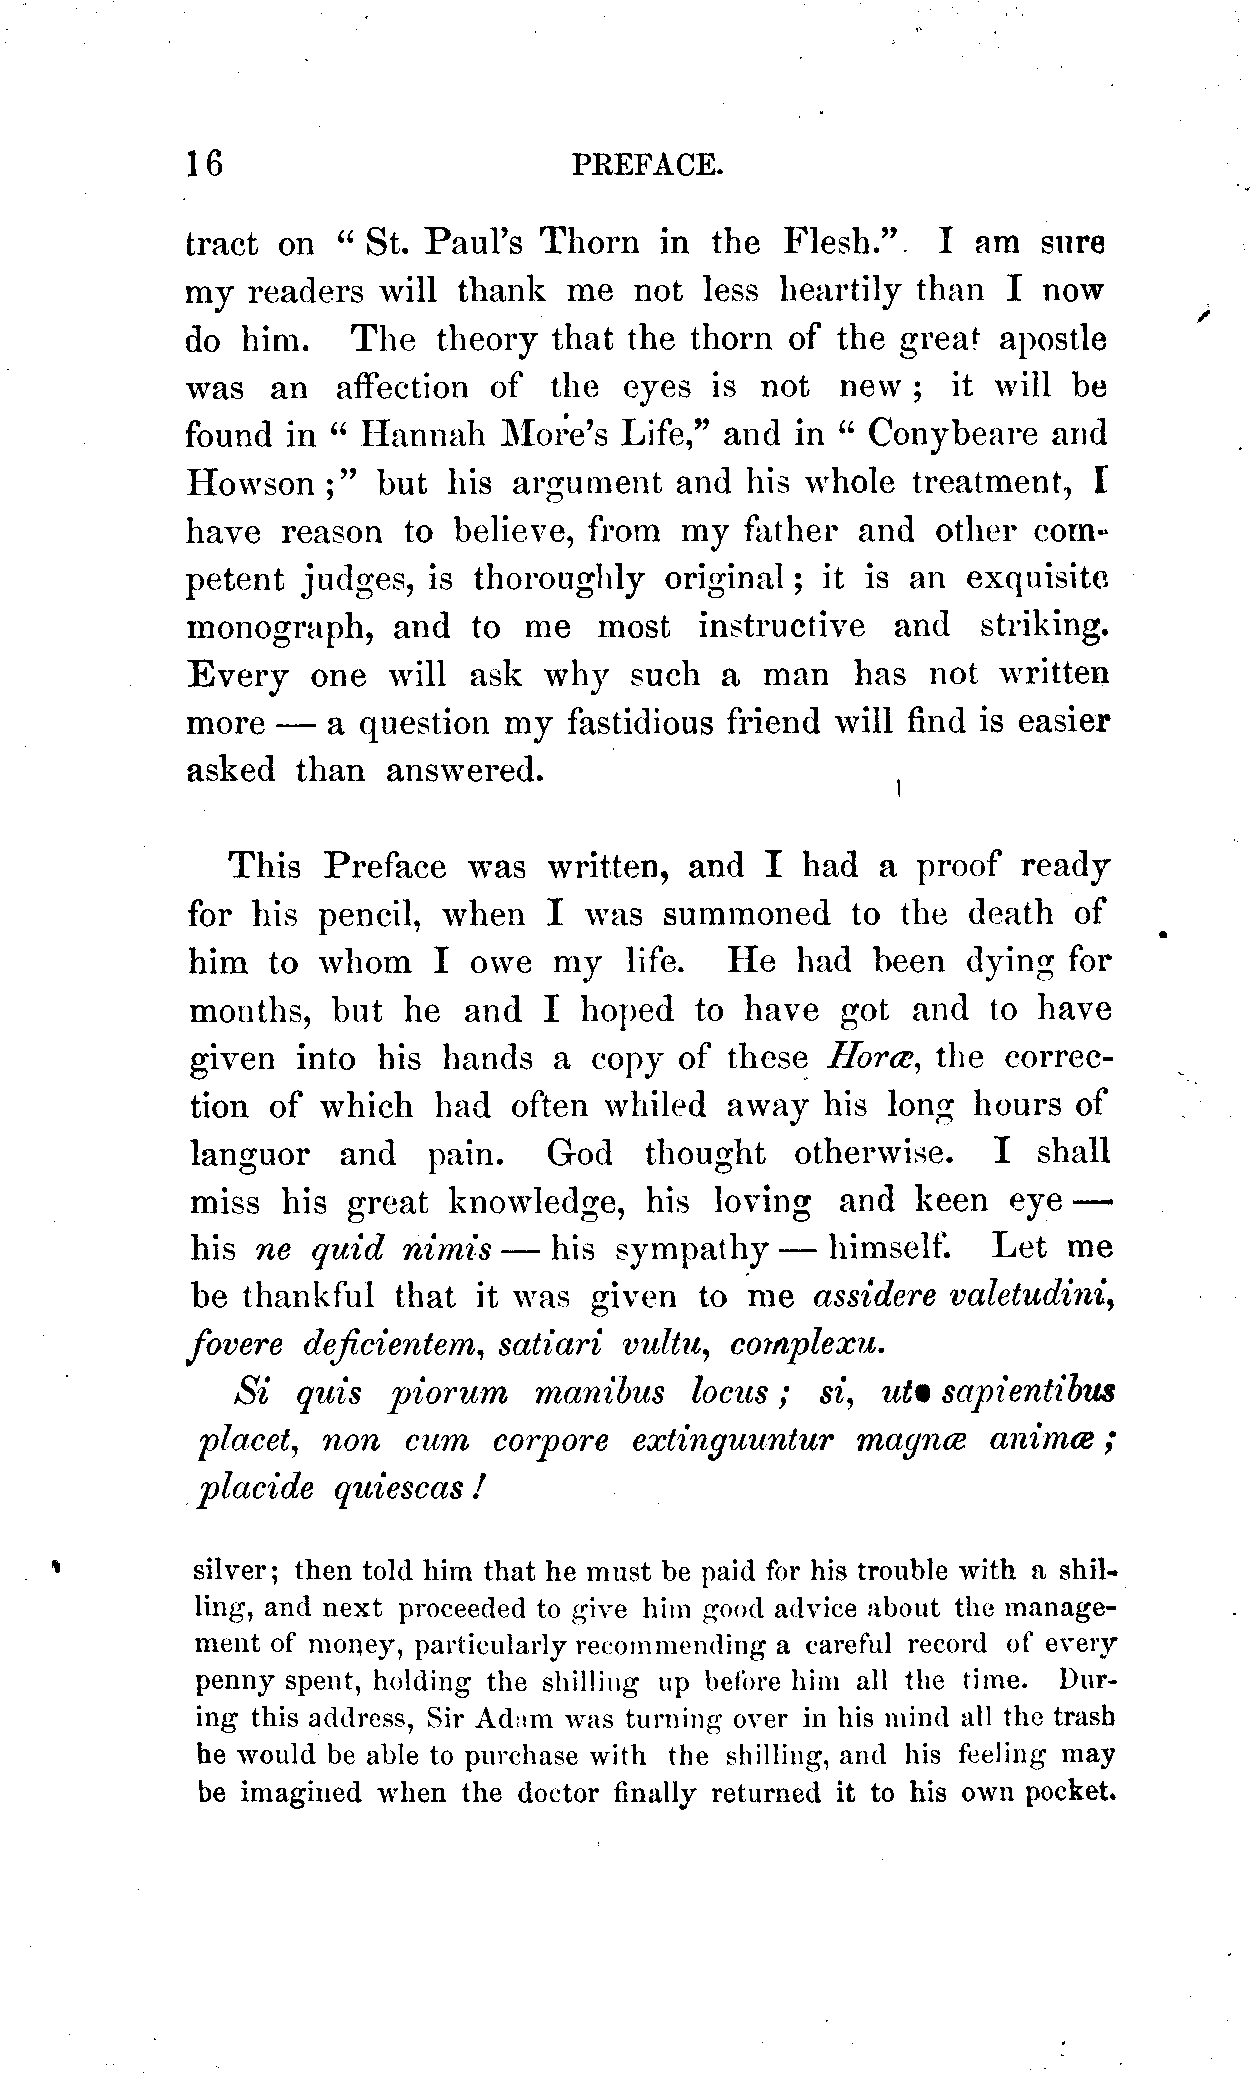 16 PREFACE.
tract on “ St. Paul's Thorn in the Flesh.”. I am sure
my readers will thank me not less heartily than I now
do him. The theory that the thorn of the great apostle
was an affection of the eyes is not new ; it will be
found in “ Hannah More's Life,” and in “ Conybeare and
Howson ;” but his argument and his whole treatment, I
have reason to believe, from my father and other com-
petent judges, is thoroughly original ; it is an exquisite
monograph, and to me most instructive and striking.
Every one will ask why such a man has not written
more — a question my fastidious friend will find is easier
asked than answered.
This Preface was written, and I had a proof ready
for his pencil, when I was summoned to the death of
him to whom I owe my life. He had been dying for
months, but he and I hoped to have got and to have
given into his hands a copy of these Horæ, the correc-
tion of which had often whiled away his long hours of
languor and pain. God thought otherwise. I shall
miss his great knowledge, his loving and keen eye —
his ne quid nimis — his sympathy — himself. Let me
be thankful that it was given to me assidere valetudini,
fovere deficientem, satiari vultu, complexu.
Si quis piorum manibus locus ; si, ut sapientibus
placet, non cum corpore extinguuntur magnæ animæ ;
placide quiescas !
silver; then told him that he must be paid for his trouble with a shil-
ling, and next proceeded to give him good advice about the manage-
ment of money, particularly recommending a careful record of every
penny spent, holding the shilling up before him all the time. Dur-
ing this address, Sir Adam was turning over in his mind all the trash
he would be able to purchase with the shilling, and his feeling may
be imagined when the doctor finally returned it to his own pocket.